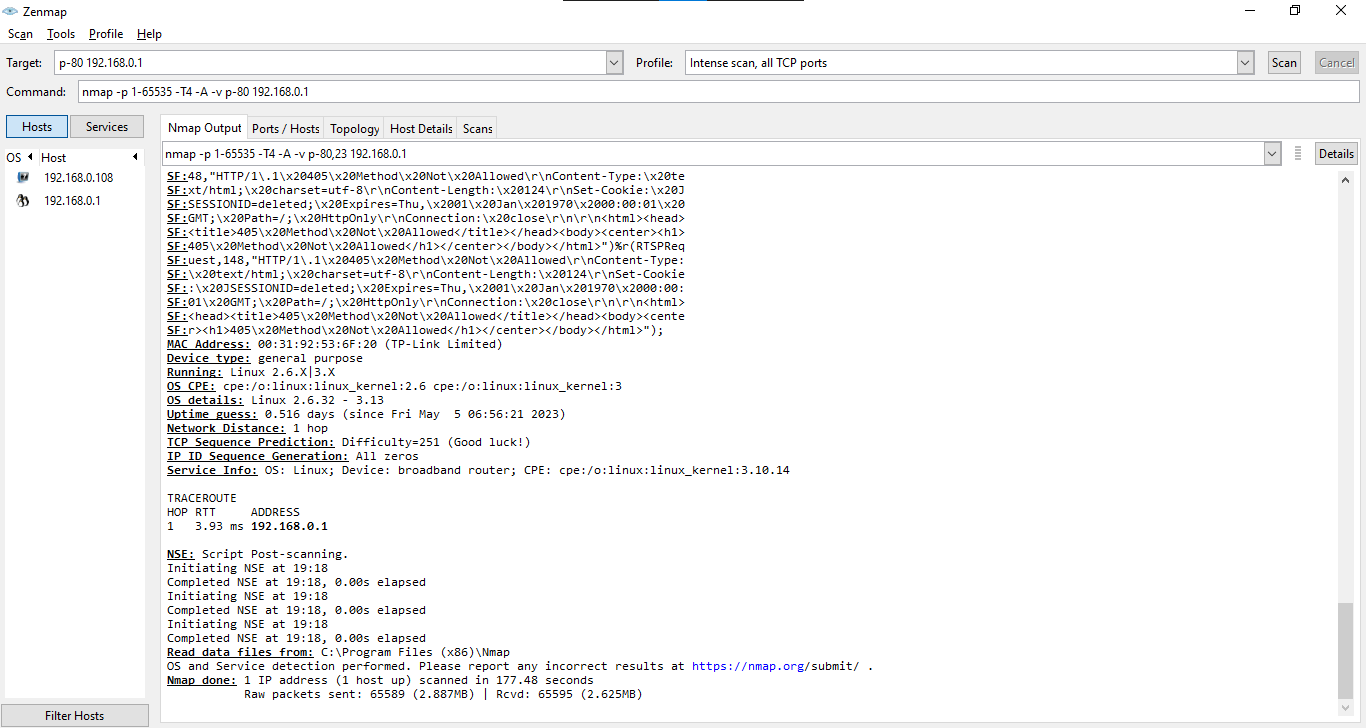 Zenmap
Scan Tools Profile Help
Target: p-80 192.168.0.1 Profile: Intense scan, all TCP ports Scan Cancel
Command: nmap -p 1-65535 -T4 -A -v p-80 192.168.0.1
Hosts Services
Nmap Output Ports / Hosts Topology Host Details Scans
OS Host
192.168.0.108
192.168.0.1
nmap -p 1-65535 -T4 -A -v p-80,23 192.168.0.1 Details
SF:48,"HTTP/1\.1\x20405\x20Method\x20Not\x20Allowed\r\nContent-Type:\x20te
SF:xt/html;\x20charset=utf-8\r\nContent-Length:\x20124\r\nSet-Cookie:\x20J
SF:SESSIONID=deleted;\x20Expires=Thu,\x2001\x20Jan\x201970\x2000:00:01\x20
SF:GMT;\x20Path=/;\x20HttpOnly\r\nConnection:\x20close\r\n\r\n<html><head>
SF:<title>405\x20Method\x20Not\x20Allowed</title></head><body><center><h1>
SF:405\x20Method\x20Not\x20Allowed</h1></center></body></html>")%r(RTSPReq
SF:uest,148,"HTTP/1\.1\x20405\x20Method\x20Not\x20Allowed\r\nContent-Type:
SF:\x20text/html;\x20charset=utf-8\r\nContent-Length:\x20124\r\nSet-Cookie
SF::\x20JSESSIONID=deleted;\x20Expires=Thu,\x2001\x20Jan\x201970\x2000:00:
SF:01\x20GMT;\x20Path=/;\x20HttpOnly\r\nConnection:\x20close\r\n\r\n<html>
SF:<head><title>405\x20Method\x20Not\x20Allowed</title></head><body><cente
SF:r><h1>405\x20Method\x20Not\x20Allowed</h1></center></body></html>");
MAC Address: 00:31:92:53:6F:20 (TP-Link Limited)
Device type: general purpose
Running: Linux 2.6.X|3.X
OS CPE: cpe:/o:linux:linux_kernel:2.6 cpe:/o:linux:linux_kernel:3
OS details: Linux 2.6.32 - 3.13
Uptime guess: 0.516 days (since Fri May  5 06:56:21 2023)
Network Distance: 1 hop
TCP Sequence Prediction: Difficulty=251 (Good luck!)
IP ID Sequence Generation: All zeros
Service Info: OS: Linux; Device: broadband router; CPE: cpe:/o:linux:linux_kernel:3.10.14
TRACEROUTE
HOP RTT ADDRESS
1 3.93 ms 192.168.0.1
NSE: Script Post-scanning.
Initiating NSE at 19:18
Completed NSE at 19:18, 0.00s elapsed
Initiating NSE at 19:18
Completed NSE at 19:18, 0.00s elapsed
Initiating NSE at 19:18
Completed NSE at 19:18, 0.00s elapsed
Read data files from: C:\Program Files (x86)\Nmap
OS and Service detection performed. Please report any incorrect results at https://nmap.org/submit/ .
Nmap done: 1 IP address (1 host up) scanned in 177.48 seconds
Raw packets sent: 65589 (2.887MB) | Rcvd: 65595 (2.625MB)
Filter Hosts